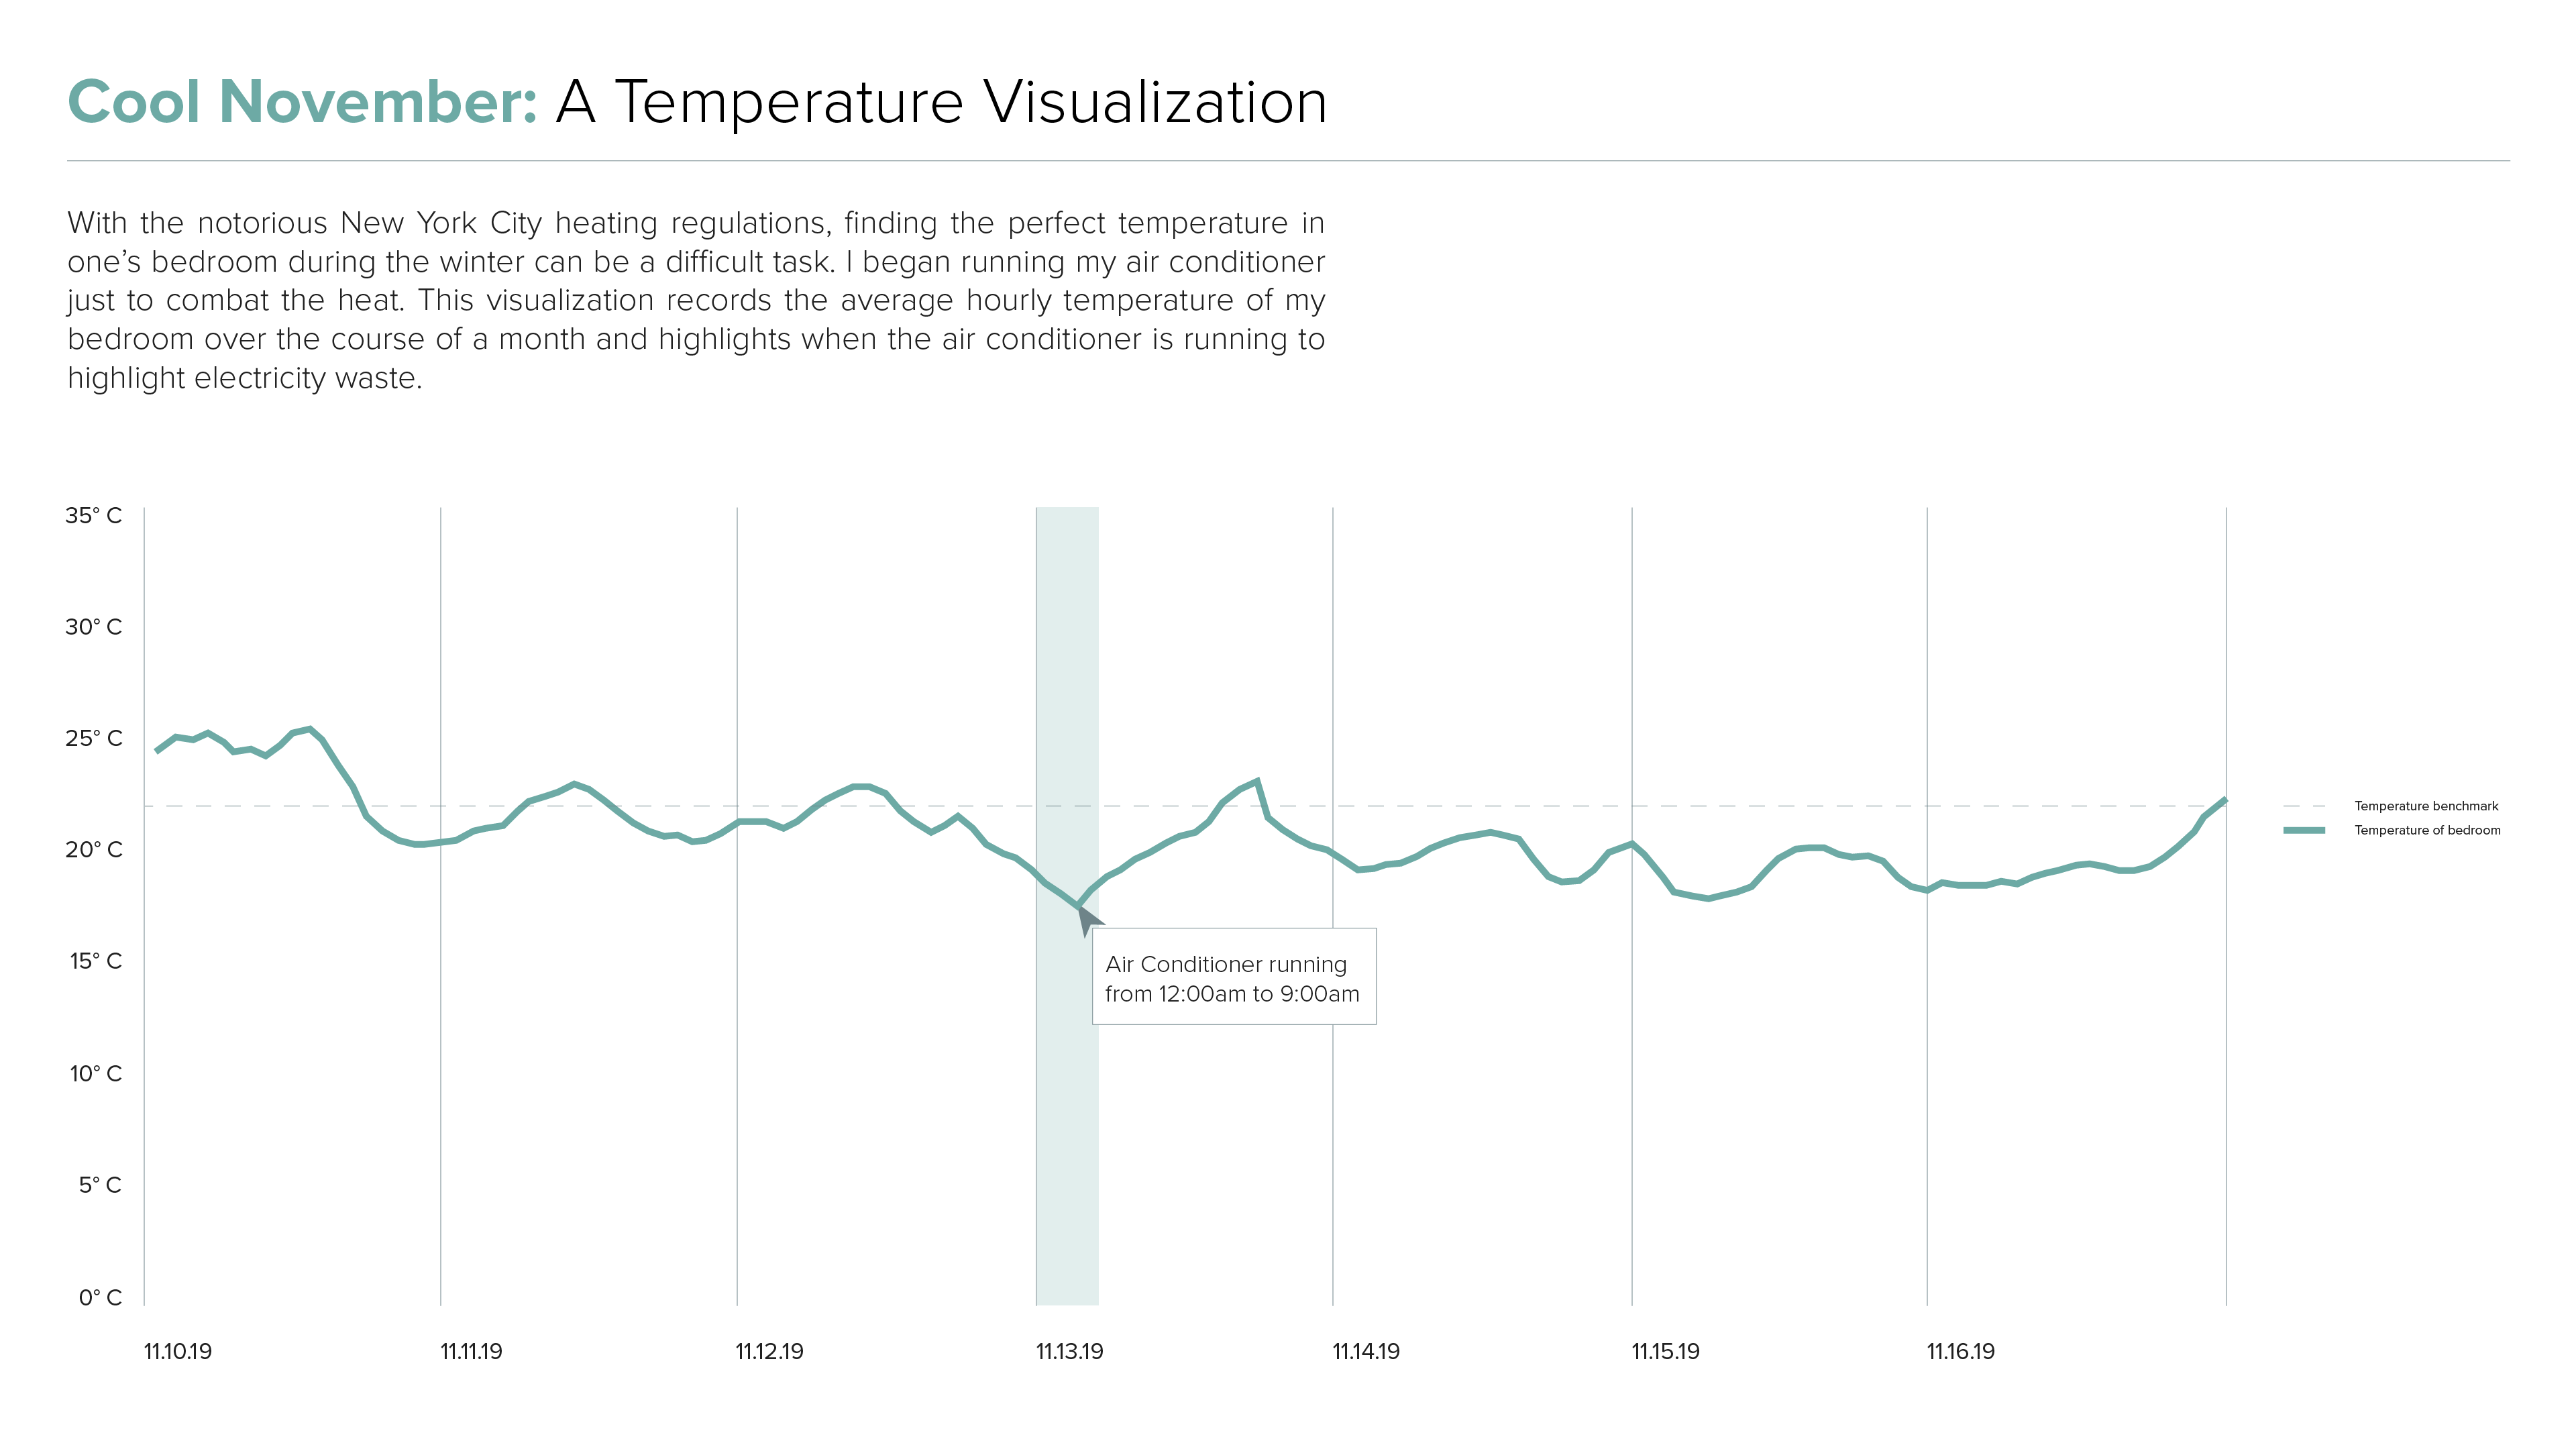 Cool November: A Temperature Visualization
With the notorious New York City heating regulations, finding the perfect temperature in
one’s bedroom during the winter can be a difficult task. I began running my air conditioner
just to combat the heat. This visualization records the average hourly temperature of my
bedroom over the course of a month and highlights when the air conditioner is running to
highlight electricity waste.
35° C
30° C
25° C
20° C
15° C
10° C
5° C
0° C
Temperature benchmark
Temperature of bedroom
Air Conditioner running
from 12:00am to 9:00am
11.10.19
11.11.19
11.12.19
11.13.19
11.14.19
11.15.19
11.16.19